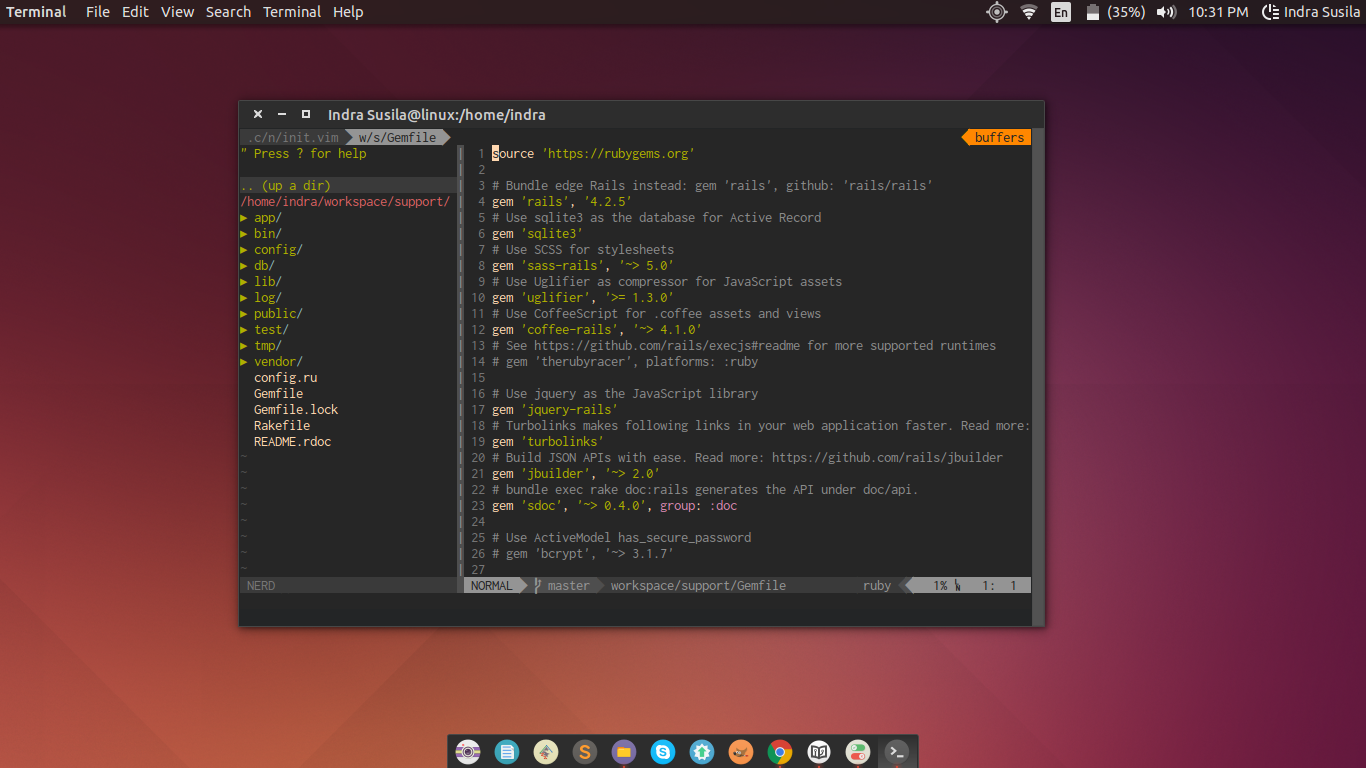 Terminal File Edit View Search Terminal Help En (35%) 10:31 PM Indra Susila
Indra Susila@linux:/home/indra
.c/n/init.vim w/s/Gemfile buffers
" Press ? for help
.. (up a dir)
/home/indra/workspace/support/
▸ app/
▸ bin/
▸ config/
▸ db/
▸ lib/
▸ log/
▸ public/
▸ test/
▸ tmp/
▸ vendor/
config.ru
Gemfile
Gemfile.lock
Rakefile
README.rdoc
~
~
~
~
~
~
~
~
NERD
1 source 'https://rubygems.org'
2
3 # Bundle edge Rails instead: gem 'rails', github: 'rails/rails'
4 gem 'rails', '4.2.5'
5 # Use sqlite3 as the database for Active Record
6 gem 'sqlite3'
7 # Use SCSS for stylesheets
8 gem 'sass-rails', '~> 5.0'
9 # Use Uglifier as compressor for JavaScript assets
10 gem 'uglifier', '>= 1.3.0'
11 # Use CoffeeScript for .coffee assets and views
12 gem 'coffee-rails', '~> 4.1.0'
13 # See https://github.com/rails/execjs#readme for more supported runtimes
14 # gem 'therubyracer', platforms: :ruby
15
16 # Use jquery as the JavaScript library
17 gem 'jquery-rails'
18 # Turbolinks makes following links in your web application faster. Read more:
19 gem 'turbolinks'
20 # Build JSON APIs with ease. Read more: https://github.com/rails/jbuilder
21 gem 'jbuilder', '~> 2.0'
22 # bundle exec rake doc:rails generates the API under doc/api.
23 gem 'sdoc', '~> 0.4.0', group: :doc
24
25 # Use ActiveModel has_secure_password
26 # gem 'bcrypt', '~> 3.1.7'
27
NORMAL master workspace/support/Gemfile ruby 1% LN 1: 1